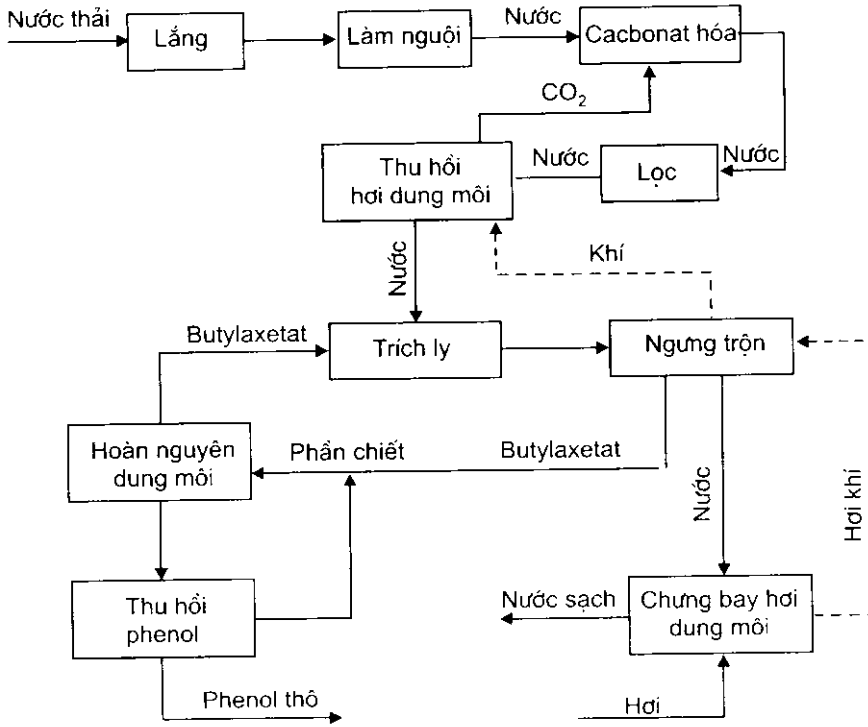 Nước thải
Lắng
Làm nguội
Nước
Cacbonat hóa
CO₂
Thu hồi
hơi dung môi
Nước
Lọc
Nước
Nước
Khí
Butylaxetat
Trích ly
Ngưng trộn
Hoàn nguyên
dung môi
Phần chiết
Butylaxetat
Nước
Hơi khí
Thu hồi
phenol
Nước sạch
Chưng bay hơi
dung môi
Phenol thô
Hơi